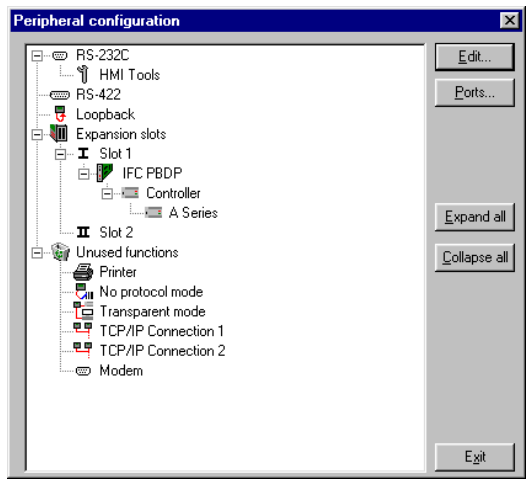 Peripheral configuration
RS-232C
HMI Tools
RS-422
Loopback
Expansion slots
Slot 1
IFC PBDP
Controller
A Series
Slot 2
Unused functions
Printer
No protocol mode
Transparent mode
TCP/IP Connection 1
TCP/IP Connection 2
Modem
Edit...
Ports...
Expand all
Collapse all
Exit